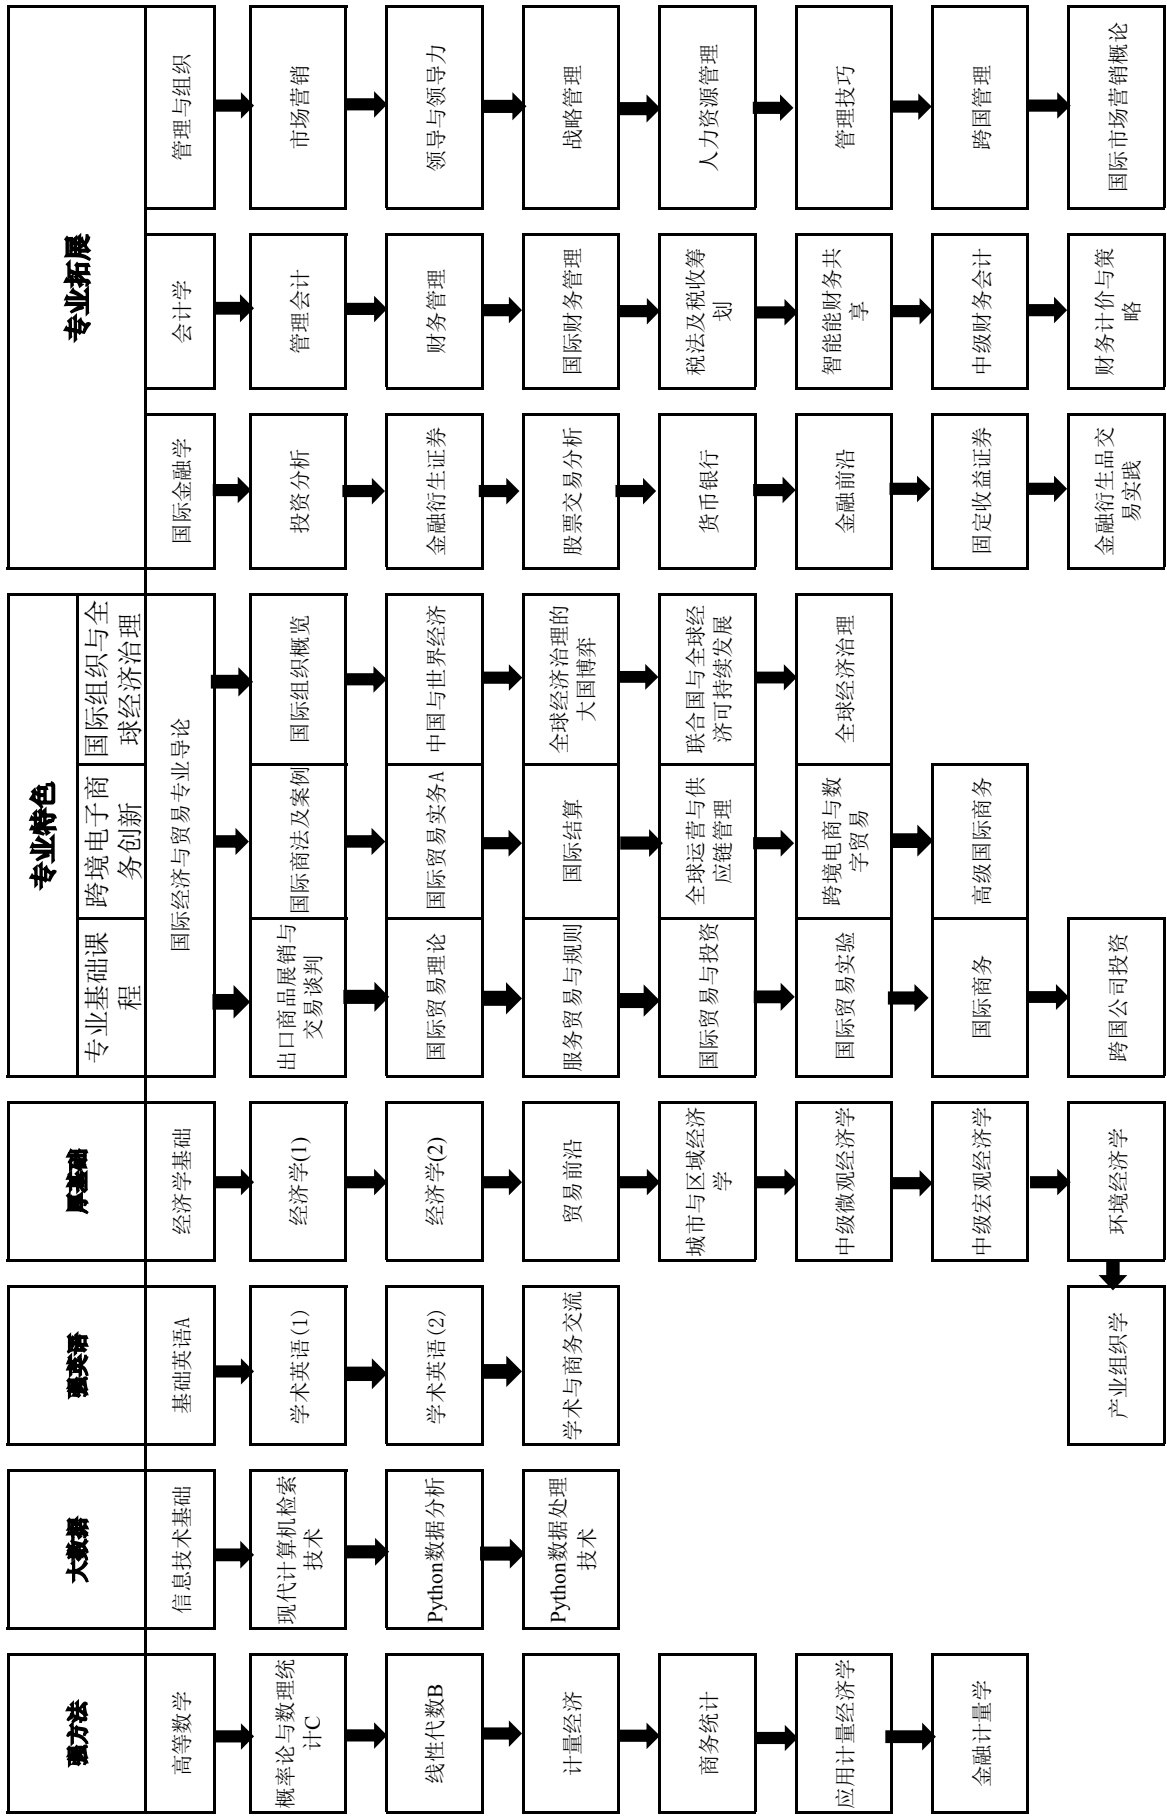 强方法
高等数学
概率论与数理统
计C
线性代数B
计量经济
商务统计
应用计量经济学
金融计量学
大数据
信息技术基础
现代计算机检索
技术
Python数据分析
Python数据处理
技术
强英语
基础英语A
学术英语(1)
学术英语(2)
学术与商务交流
厚基础
经济学基础
经济学(1)
经济学(2)
贸易前沿
城市与区域经济
学
中级微观经济学
中级宏观经济学
环境经济学
产业组织学
专业特色
专业基础课
程
跨境电子商
务创新
国际组织与全
球经济治理
国际经济与贸易专业导论
出口商品展销与
交易谈判
国际贸易理论
服务贸易与规则
国际贸易与投资
国际贸易实验
国际商务
跨国公司投资
国际商法及案例
国际贸易实务A
国际结算
全球运营与供
应链管理
跨境电商与数
字贸易
高级国际商务
国际组织概览
中国与世界经济
全球经济治理的
大国博弈
联合国与全球经
济可持续发展
全球经济治理
专业拓展
国际金融学
投资分析
金融衍生证券
股票交易分析
货币银行
金融前沿
固定收益证券
金融衍生品交
易实践
会计学
管理会计
财务管理
国际财务管理
税法及税收筹
划
智能能财务共
享
中级财务会计
财务计价与策
略
管理与组织
市场营销
领导与领导力
战略管理
人力资源管理
管理技巧
跨国管理
国际市场营销概论